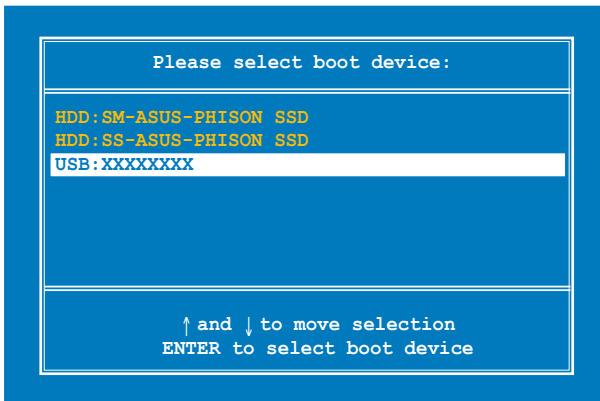 Please select boot device:
HDD:SM-ASUS-PHISON SSD
HDD:SS-ASUS-PHISON SSD
USB:XXXXXXXX
↑ and ↓ to move selection
ENTER to select boot device